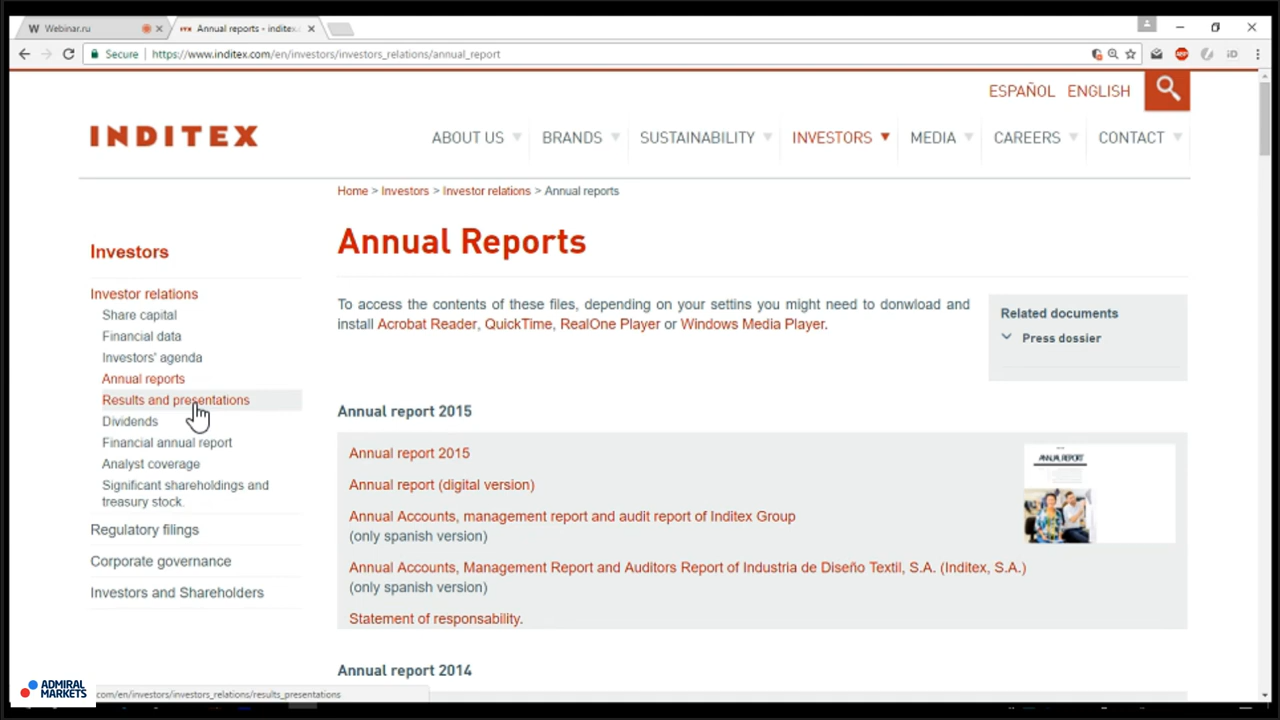 Webinar.ru
Annual reports - inditex.
Secure https://www.inditex.com/en/investors/investors_relations/annual_report
ESPAÑOL ENGLISH
INDITEX
ABOUT US BRANDS SUSTAINABILITY INVESTORS MEDIA CAREERS CONTACT
Home > Investors > Investor relations > Annual reports
Investors
Investor relations
Share capital
Financial data
Investors' agenda
Annual reports
Results and presentations
Dividends
Financial annual report
Analyst coverage
Significant shareholdings and
treasury stock.
Regulatory filings
Corporate governance
Investors and Shareholders
Annual Reports
To access the contents of these files, depending on your settins you might need to donwload and
install Acrobat Reader, QuickTime, RealOne Player or Windows Media Player.
Related documents
Press dossier
Annual report 2015
Annual report 2015
Annual report (digital version)
Annual Accounts, management report and audit report of Inditex Group
(only spanish version)
Annual Accounts, Management Report and Auditors Report of Industria de Diseño Textil, S.A. (Inditex, S.A.)
(only spanish version)
Statement of responsability.
ANNUAL REPORT
Annual report 2014
ADMIRAL
MARKETS
com/en/investors/investors_relations/results_presentations